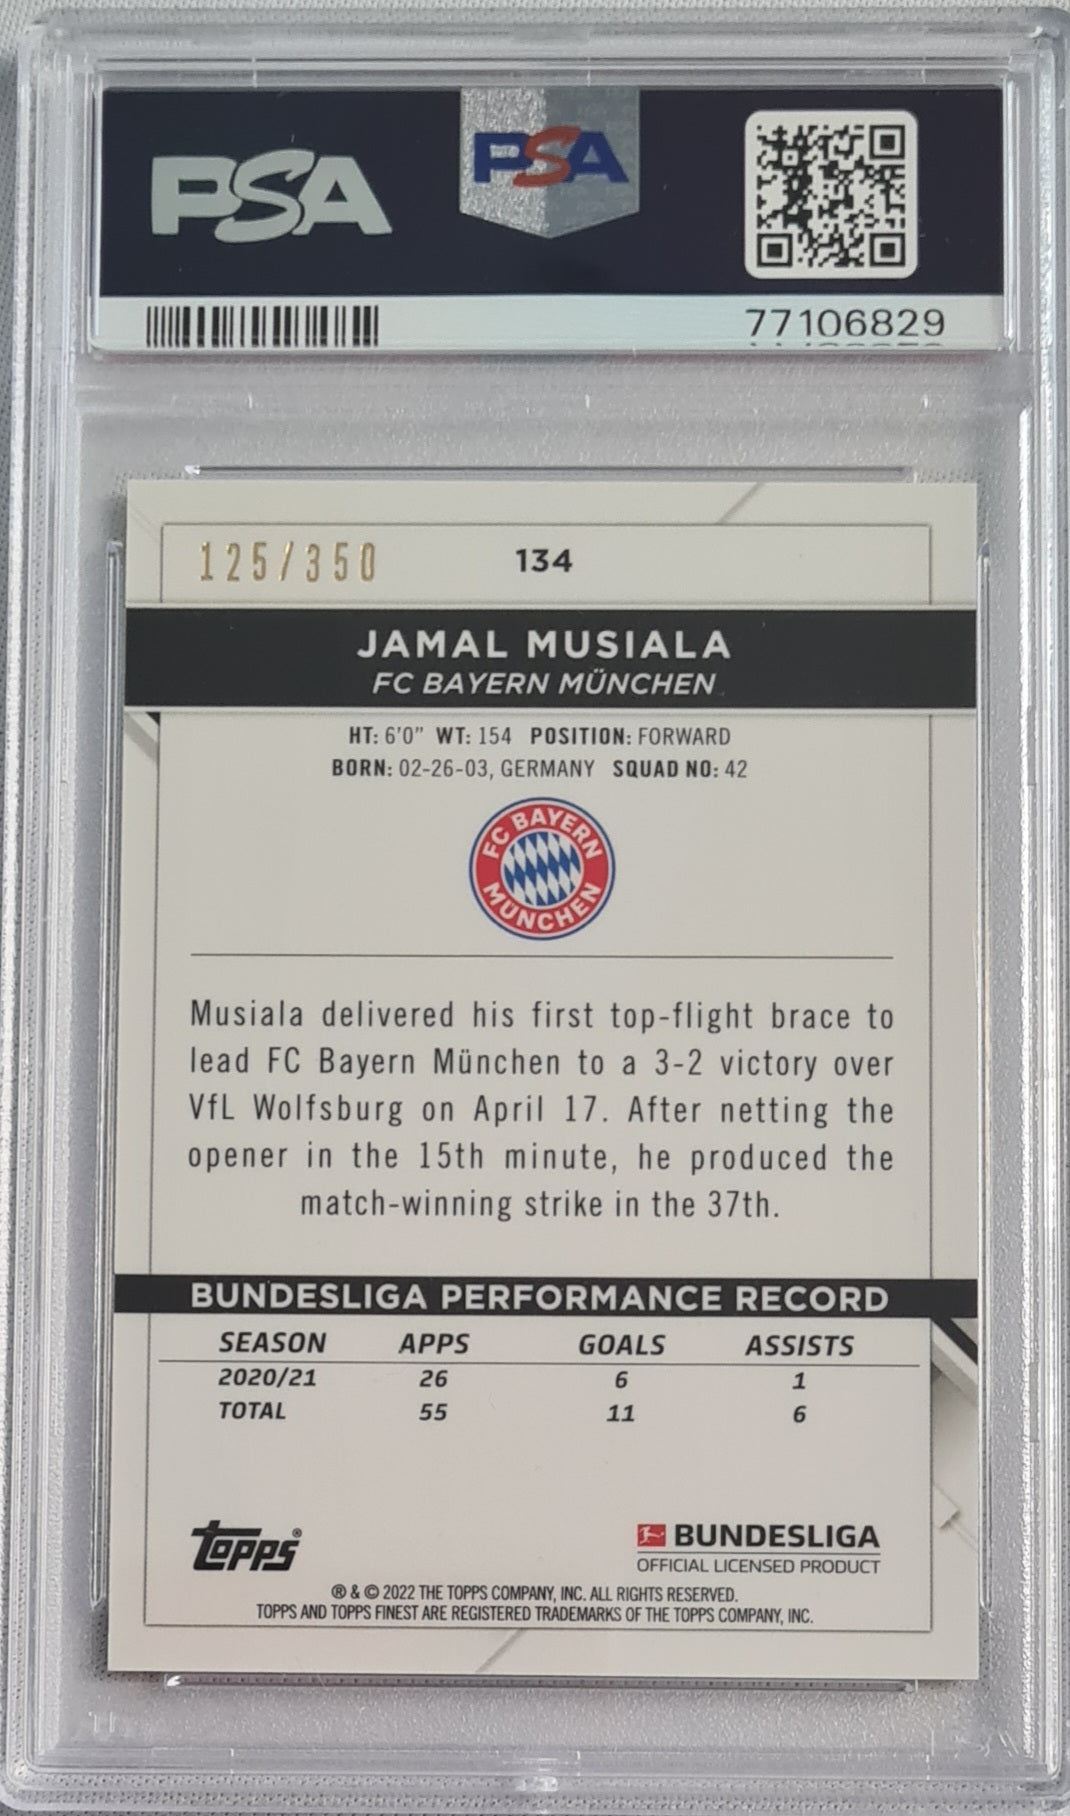 PSA
PSA
77106829
125/350
134
JAMAL MUSIALA
FC BAYERN MÜNCHEN
HT: 6'0" WT: 154 POSITION: FORWARD
BORN: 02-26-03, GERMANY SQUAD NO: 42
FC BAYERN
MÜNCHEN
Musiala delivered his first top-flight brace to
lead FC Bayern München to a 3-2 victory over
VfL Wolfsburg on April 17. After netting the
opener in the 15th minute, he produced the
match-winning strike in the 37th.
BUNDESLIGA PERFORMANCE RECORD
SEASON APPS GOALS ASSISTS
2020/21 26 6 1
TOTAL 55 11 6
topps®
BUNDESLIGA
OFFICIAL LICENSED PRODUCT
® & © 2022 THE TOPPS COMPANY, INC. ALL RIGHTS RESERVED.
TOPPS AND TOPPS FINEST ARE REGISTERED TRADEMARKS OF THE TOPPS COMPANY, INC.